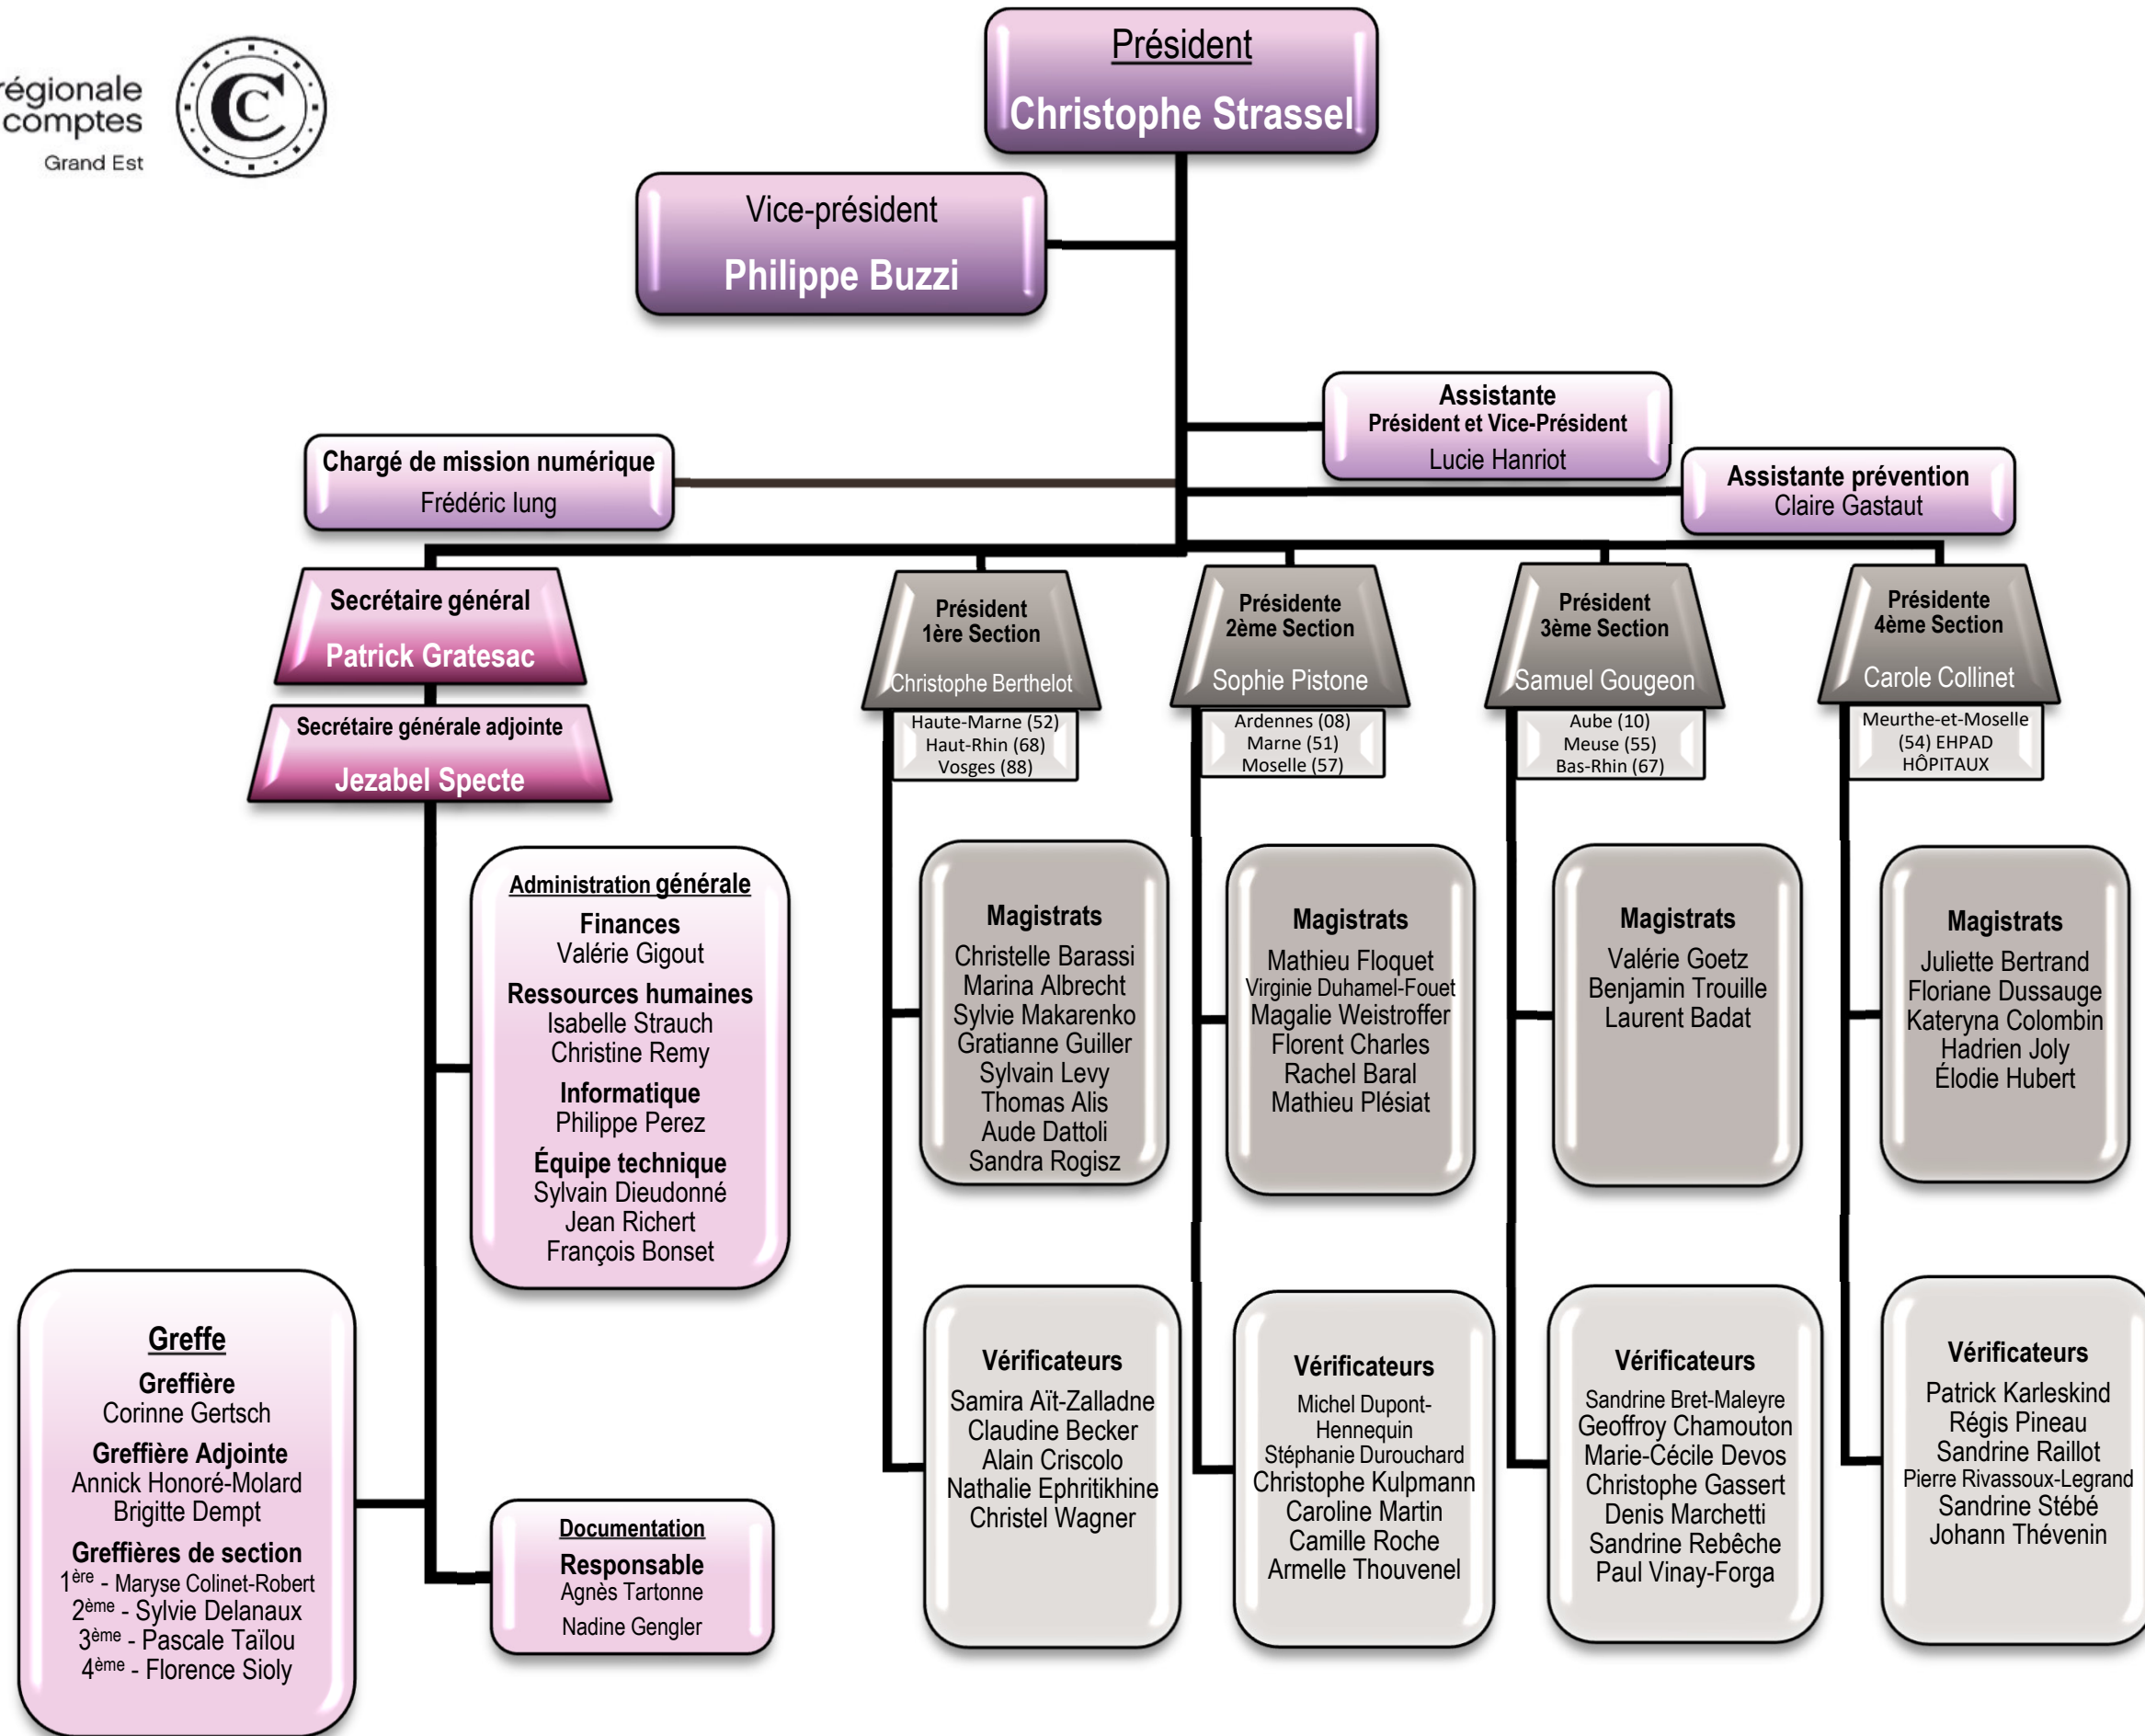 régionale
comptes
Grand Est
Président
Christophe Strassel
Vice-président
Philippe Buzzi
Assistante
Président et Vice-Président
Lucie Hanriot
Chargé de mission numérique
Frédéric Iung
Assistante prévention
Claire Gastaut
Secrétaire général
Patrick Gratesac
Secrétaire générale adjointe
Jezabel Specte
Président
1ère Section
Christophe Berthelot
Haute-Marne (52)
Haut-Rhin (68)
Vosges (88)
Présidente
2ème Section
Sophie Pistone
Ardennes (08)
Marne (51)
Moselle (57)
Président
3ème Section
Samuel Gougeon
Aube (10)
Meuse (55)
Bas-Rhin (67)
Présidente
4ème Section
Carole Collinet
Meurthe-et-Moselle
(54) EHPAD
HÔPITAUX
Administration générale
Finances
Valérie Gigout
Ressources humaines
Isabelle Strauch
Christine Remy
Informatique
Philippe Perez
Équipe technique
Sylvain Dieudonné
Jean Richert
François Bonset
Magistrats
Christelle Barassi
Marina Albrecht
Sylvie Makarenko
Gratianne Guiller
Sylvain Levy
Thomas Alis
Aude Dattoli
Sandra Rogisz
Magistrats
Mathieu Floquet
Virginie Duhamel-Fouet
Magalie Weistroffer
Florent Charles
Rachel Baral
Mathieu Plésiat
Magistrats
Valérie Goetz
Benjamin Trouille
Laurent Badat
Magistrats
Juliette Bertrand
Floriane Dussauge
Kateryna Colombin
Hadrien Joly
Élodie Hubert
Greffe
Greffière
Corinne Gertsch
Greffière Adjointe
Annick Honoré-Molard
Brigitte Dempt
Greffières de section
1ère - Maryse Colinet-Robert
2ème - Sylvie Delanaux
3ème - Pascale Taïlou
4ème - Florence Sioly
Documentation
Responsable
Agnès Tartonne
Nadine Gengler
Vérificateurs
Samira Aït-Zalladne
Claudine Becker
Alain Criscolo
Nathalie Ephritikhine
Christel Wagner
Vérificateurs
Michel Dupont-
Hennequin
Stéphanie Durouchard
Christophe Kulpmann
Caroline Martin
Camille Roche
Armelle Thouvenel
Vérificateurs
Sandrine Bret-Maleyre
Geoffroy Chamouton
Marie-Cécile Devos
Christophe Gassert
Denis Marchetti
Sandrine Rebêche
Paul Vinay-Forga
Vérificateurs
Patrick Karleskind
Régis Pineau
Sandrine Raillot
Pierre Rivassoux-Legrand
Sandrine Stébé
Johann Thévenin